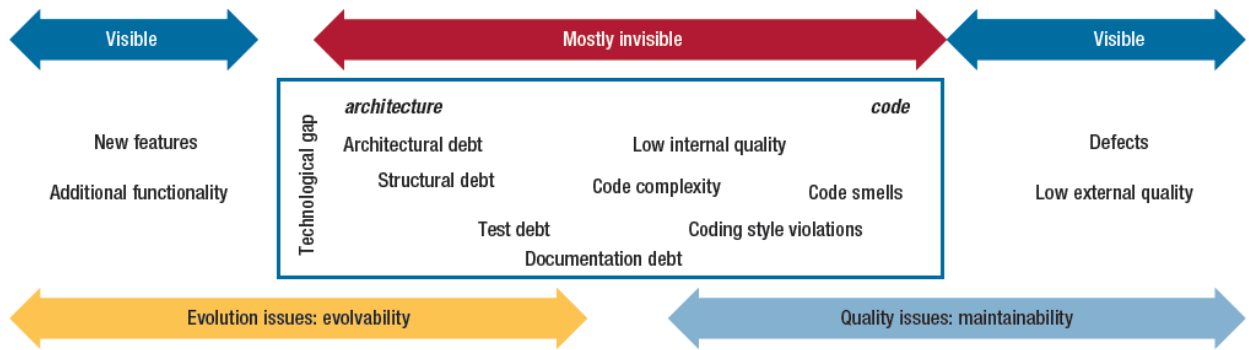 Visible
Mostly invisible
Visible
architecture
code
Technological gap
New features
Architectural debt
Low internal quality
Defects
Additional functionality
Structural debt
Code complexity
Code smells
Low external quality
Test debt
Coding style violations
Documentation debt
Evolution issues: evolvability
Quality issues: maintainability